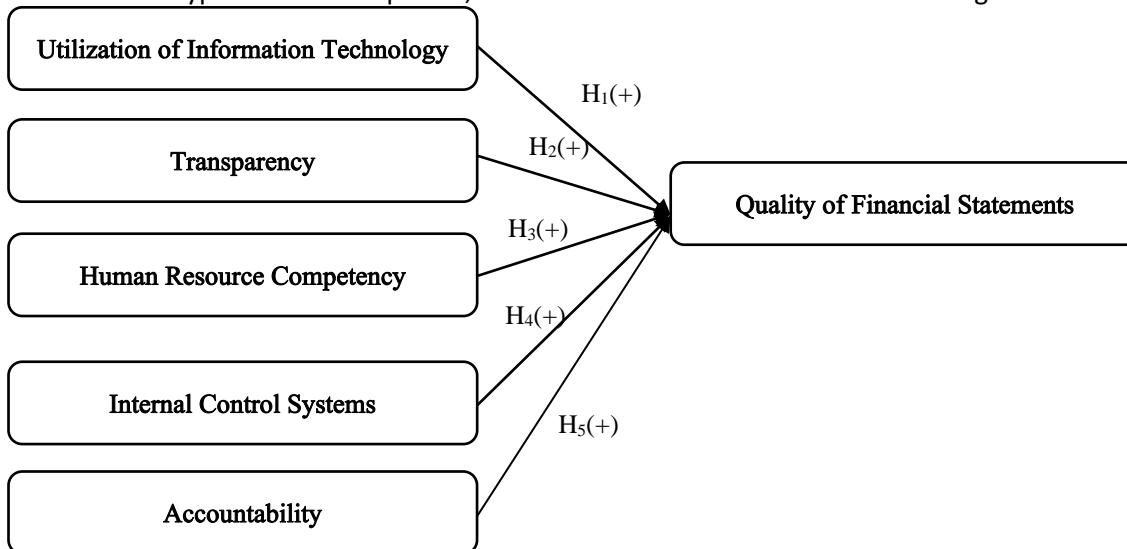 Utilization of Information Technology
H₁(+)
H₂(+)
Transparency
Quality of Financial Statements
H₃(+)
Human Resource Competency
H₄(+)
Internal Control Systems
H₅(+)
Accountability